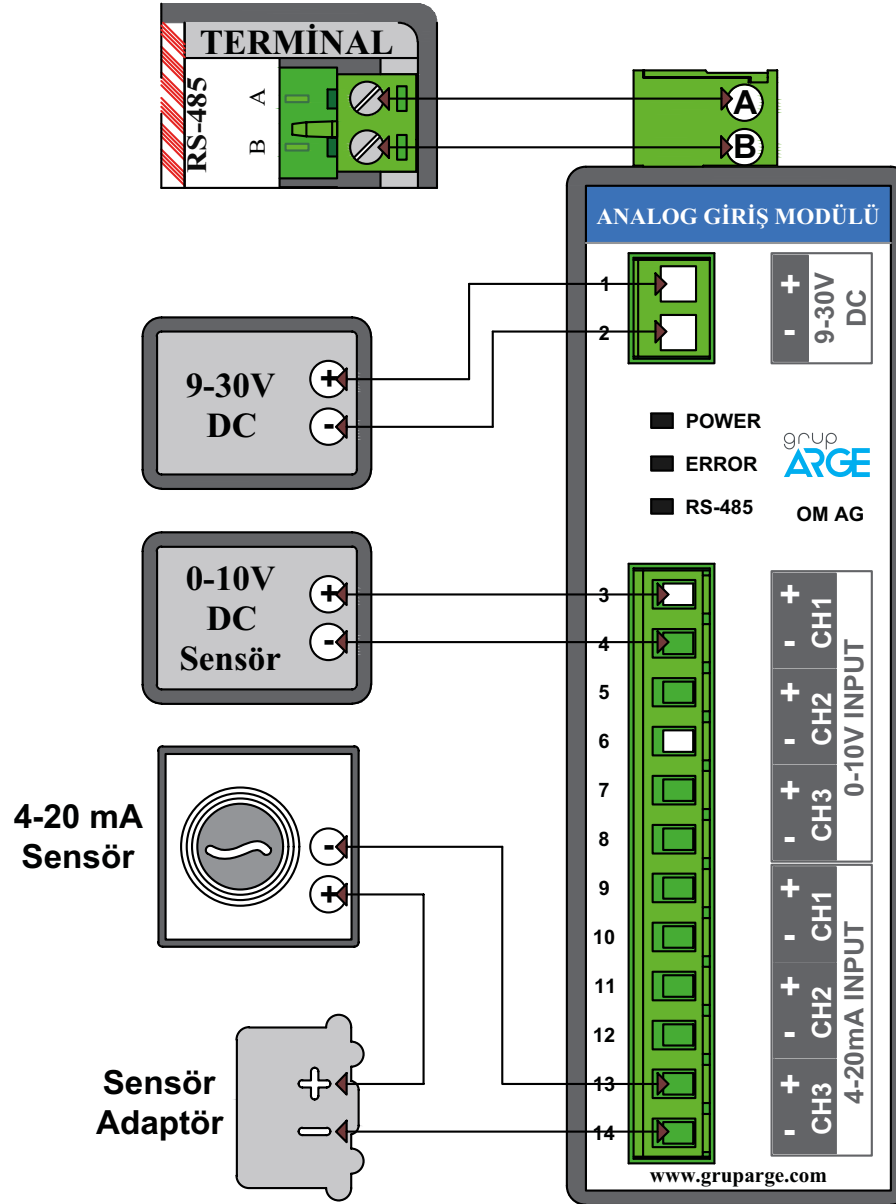 TERMİNAL
RS-485
A
B
A
B
ANALOG GİRİŞ MODÜLÜ
1
2
+
-
9-30V
DC
9-30V
DC
+
-
POWER
ERROR
RS-485
grup
ARGE
OM AG
0-10V
DC
Sensör
+
-
3
4
5
6
7
8
9
10
11
12
13
14
+
-
CH1
+
-
CH2
+
-
CH3
0-10V INPUT
+
-
CH1
+
-
CH2
+
-
CH3
4-20mA INPUT
4-20 mA
Sensör
-
+
Sensör
Adaptör
+
-
www.gruparge.com